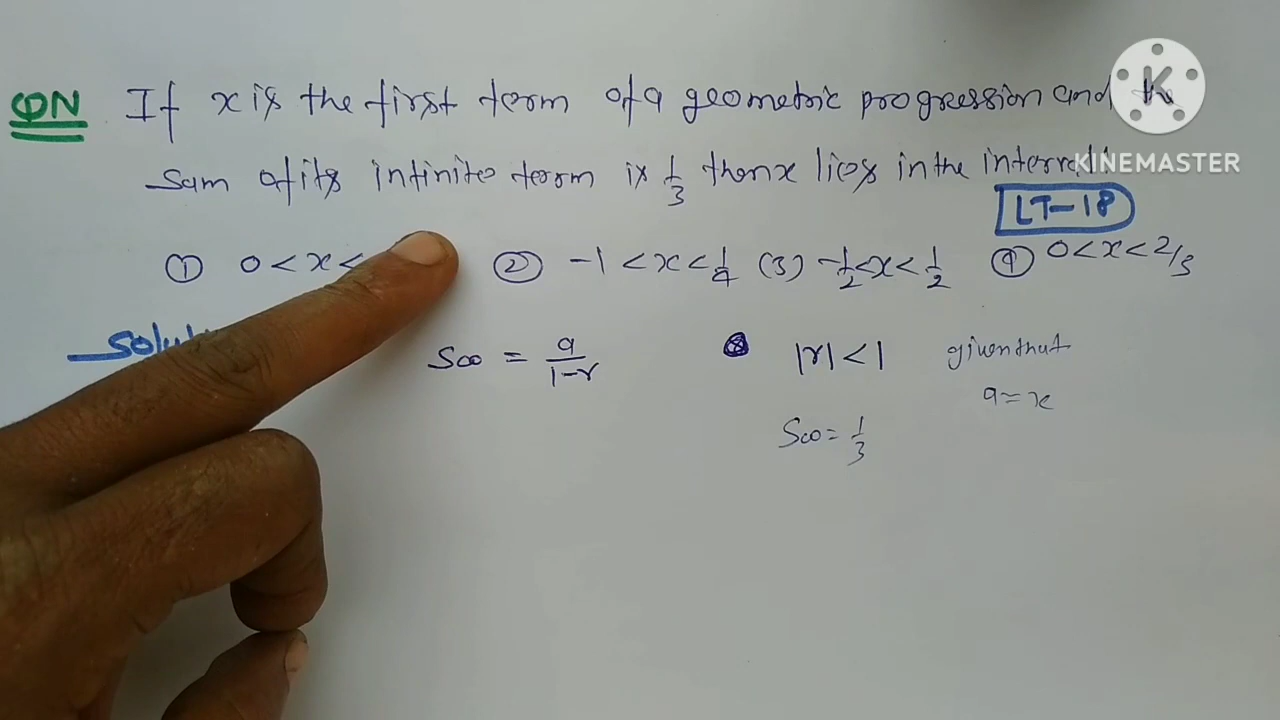 QN If x is the first term of a geometric progression and
K
Sum of its infinite term is 1/3 then x lies in the interval
KINEMASTER
LT-18
① 0 < x < ② -1 < x < 1/4 (3) -1/2 < x < 1/2 ④ 0 < x < 2/3
S∞ = a/(1-r) |r| < 1 given that
a = x
S∞ = 1/3